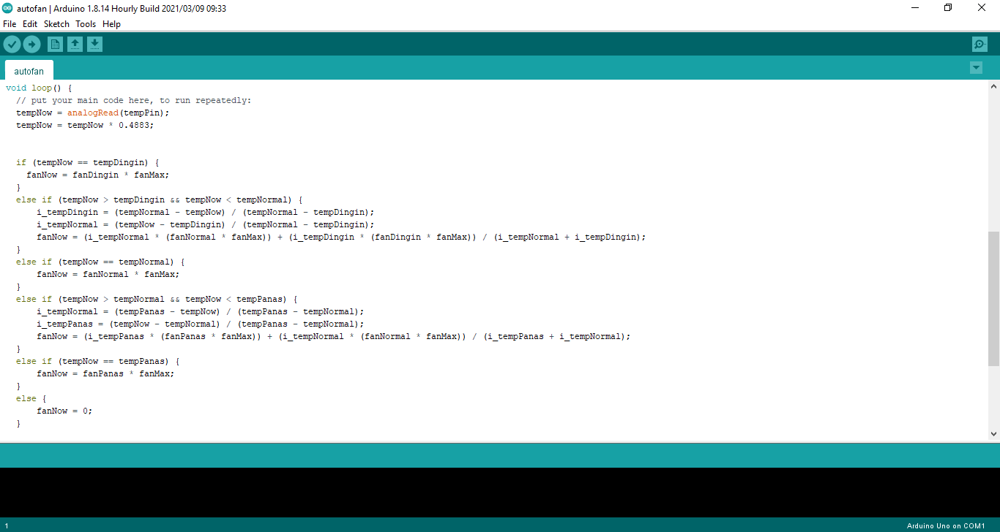 autofan | Arduino 1.8.14 Hourly Build 2021/03/09 09:33
File Edit Sketch Tools Help
autofan
void loop() {
  // put your main code here, to run repeatedly:
  tempNow = analogRead(tempPin);
  tempNow = tempNow * 0.4883;
  if (tempNow == tempDingin) {
    fanNow = fanDingin * fanMax;
  }
  else if (tempNow > tempDingin && tempNow < tempNormal) {
      i_tempDingin = (tempNormal - tempNow) / (tempNormal - tempDingin);
      i_tempNormal = (tempNow - tempDingin) / (tempNormal - tempDingin);
      fanNow = (i_tempNormal * (fanNormal * fanMax)) + (i_tempDingin * (fanDingin * fanMax)) / (i_tempNormal + i_tempDingin);
  }
  else if (tempNow == tempNormal) {
      fanNow = fanNormal * fanMax;
  }
  else if (tempNow > tempNormal && tempNow < tempPanas) {
      i_tempNormal = (tempPanas - tempNow) / (tempPanas - tempNormal);
      i_tempPanas = (tempNow - tempNormal) / (tempPanas - tempNormal);
      fanNow = (i_tempPanas * (fanPanas * fanMax)) + (i_tempNormal * (fanNormal * fanMax)) / (i_tempPanas + i_tempNormal);
  }
  else if (tempNow == tempPanas) {
      fanNow = fanPanas * fanMax;
  }
  else {
      fanNow = 0;
  }
1
Arduino Uno on COM1